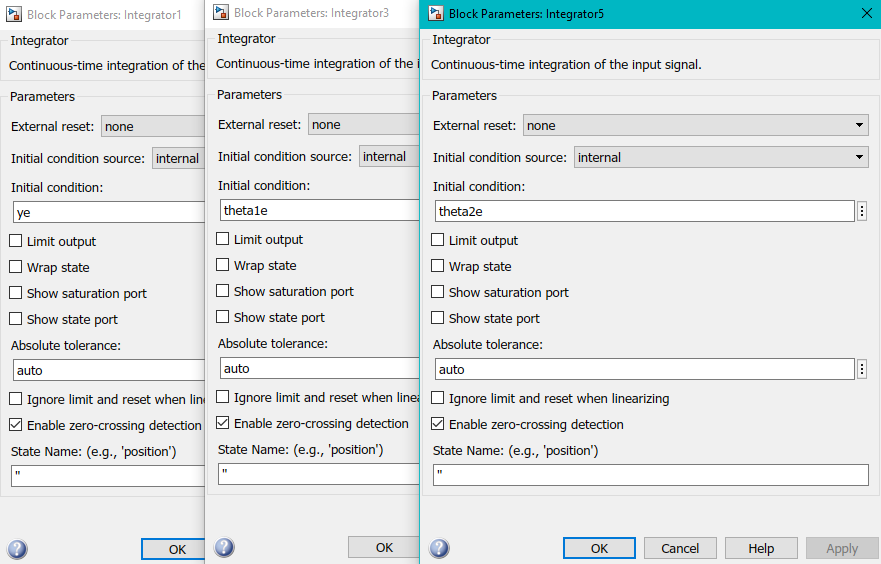 Block Parameters: Integrator1
Integrator
Continuous-time integration of the
Parameters
External reset: none
Initial condition source: internal
Initial condition:
ye
Limit output
Wrap state
Show saturation port
Show state port
Absolute tolerance:
auto
Ignore limit and reset when line
Enable zero-crossing detection
State Name: (e.g., 'position')
''
OK
Block Parameters: Integrator3
Integrator
Continuous-time integration of the i
Parameters
External reset: none
Initial condition source: internal
Initial condition:
theta1e
Limit output
Wrap state
Show saturation port
Show state port
Absolute tolerance:
auto
Ignore limit and reset when linea
Enable zero-crossing detection
State Name: (e.g., 'position')
''
OK
Block Parameters: Integrator5
Integrator
Continuous-time integration of the input signal.
Parameters
External reset: none
Initial condition source: internal
Initial condition:
theta2e
Limit output
Wrap state
Show saturation port
Show state port
Absolute tolerance:
auto
Ignore limit and reset when linearizing
Enable zero-crossing detection
State Name: (e.g., 'position')
''
OK Cancel Help Apply